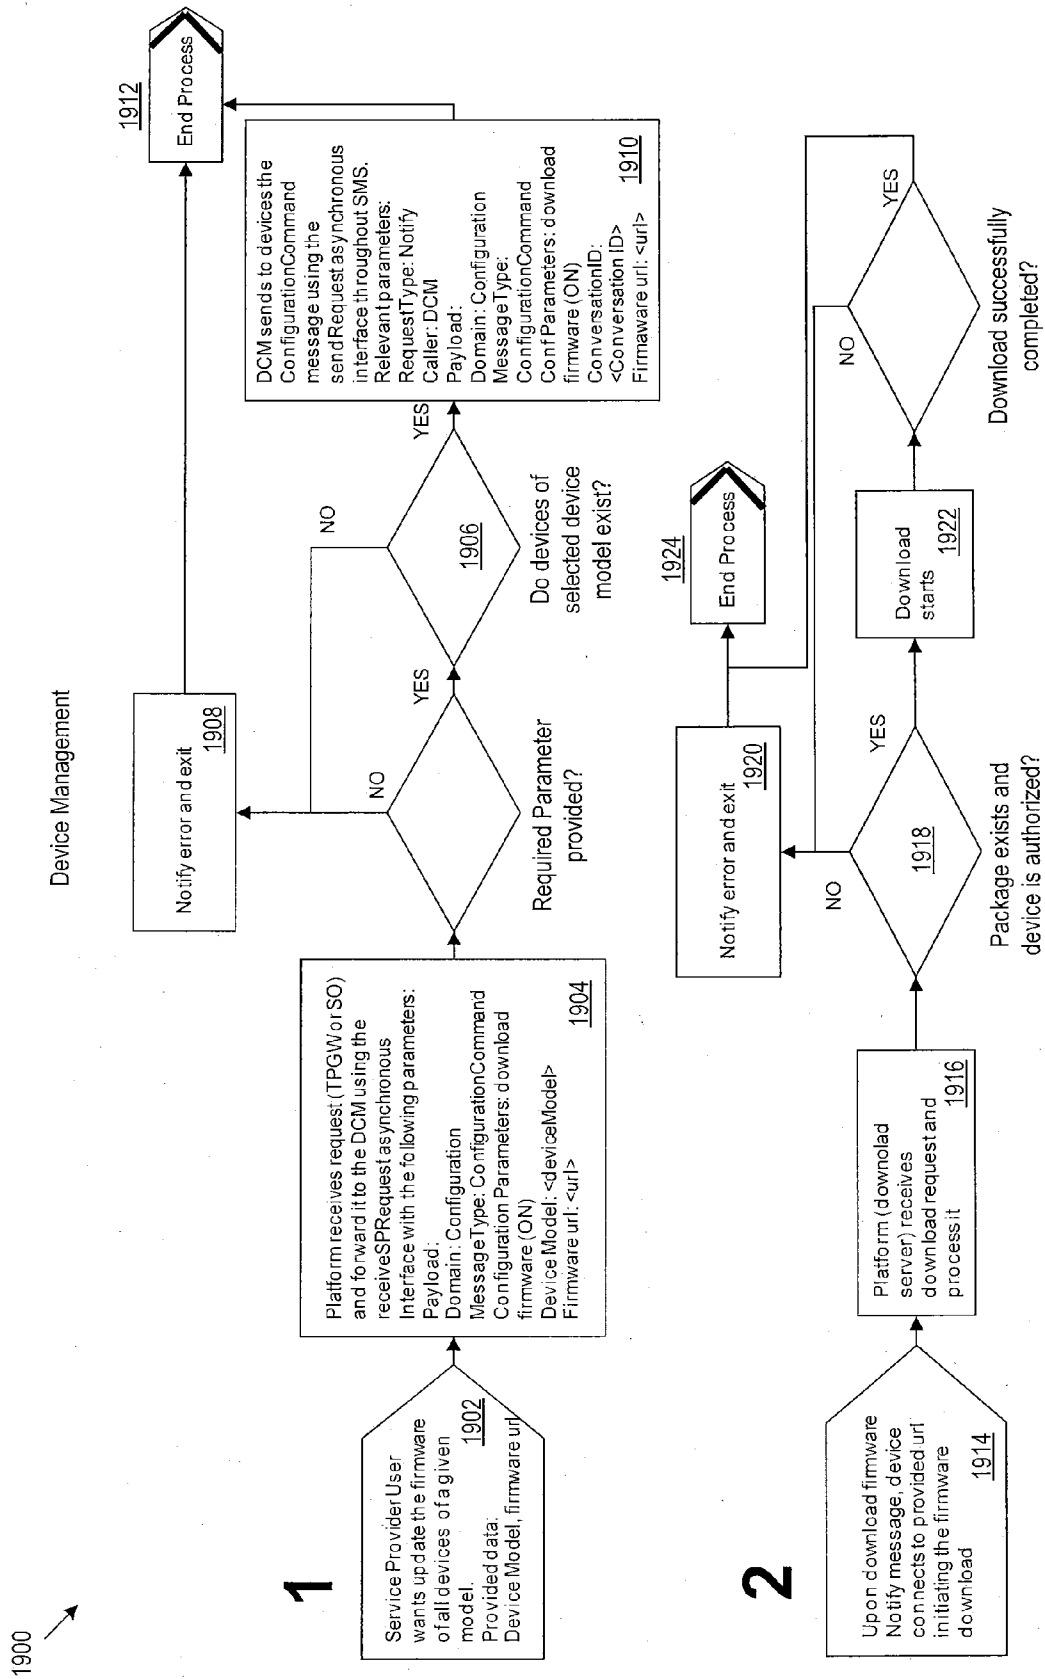 1900
Device Management
1
Service Provider User
wants update the firmware
of all devices of a given
model.
Provided data:
Device Model, firmware url
1902
Platform receives request (TPGW or SO)
and forward it to the DCM using the
receiveSPRequest asynchronous
Interface with the following parameters:
Payload:
Domain: Configuration
MessageType: ConfigurationCommand
Configuration Parameters: download
firmware (ON)
Device Model: <deviceModel>
Firmware url: <url>
1904
Required Parameter
provided?
NO
YES
Notify error and exit
1908
1906
Do devices of
selected device
model exist?
NO
YES
DCM sends to devices the
ConfigurationCommand
message using the
sendRequest asynchronous
interface throughout SMS.
Relevant parameters:
RequestType: Notify
Caller: DCM
Payload:
Domain: Configuration
MessageType:
ConfigurationCommand
ConfParameters: download
firmware (ON)
ConversationID:
<Conversation ID>
Firmaware url: <url>
1910
1912
End Process
2
Upon download firmware
Notify message, device
connects to provided url
initiating the firmware
download
1914
Platform (downolad
server) receives
download request and
process it
1916
1918
Package exists and
device is authorized?
NO
YES
Notify error and exit
1920
Download
starts
1922
1924
End Process
NO
YES
Download successfully
completed?